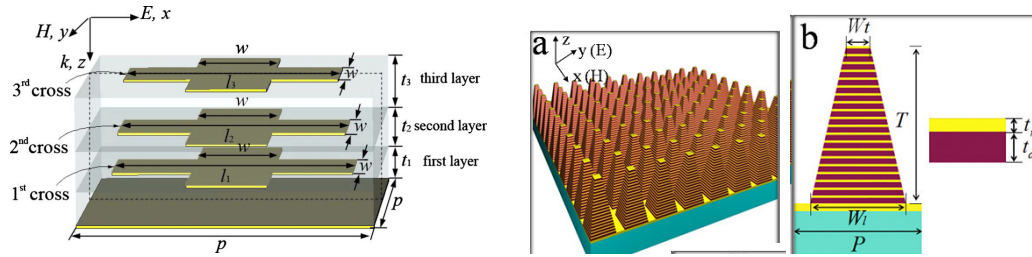 E, x
H, y
k, z
w
l3
w
3rd cross
t3 third layer
w
l2
w
2nd cross
t2 second layer
w
l1
w
1st cross
t1 first layer
p
p
a
z
y (E)
x (H)
b
Wt
T
Wl
P